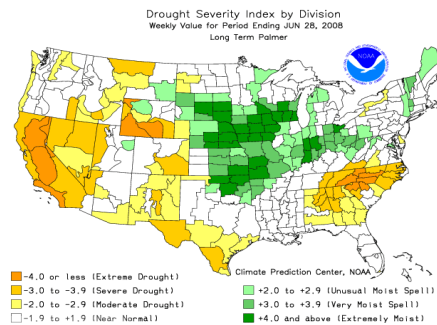 Drought Severity Index by Division
Weekly Value for Period Ending JUN 28, 2008
Long Term Palmer
NOAA
Climate Prediction Center, NOAA
-4.0 or less (Extreme Drought)
-3.0 to -3.9 (Severe Drought)
-2.0 to -2.9 (Moderate Drought)
-1.9 to +1.9 (Near Normal)
+2.0 to +2.9 (Unusual Moist Spell)
+3.0 to +3.9 (Very Moist Spell)
+4.0 and above (Extremely Moist)